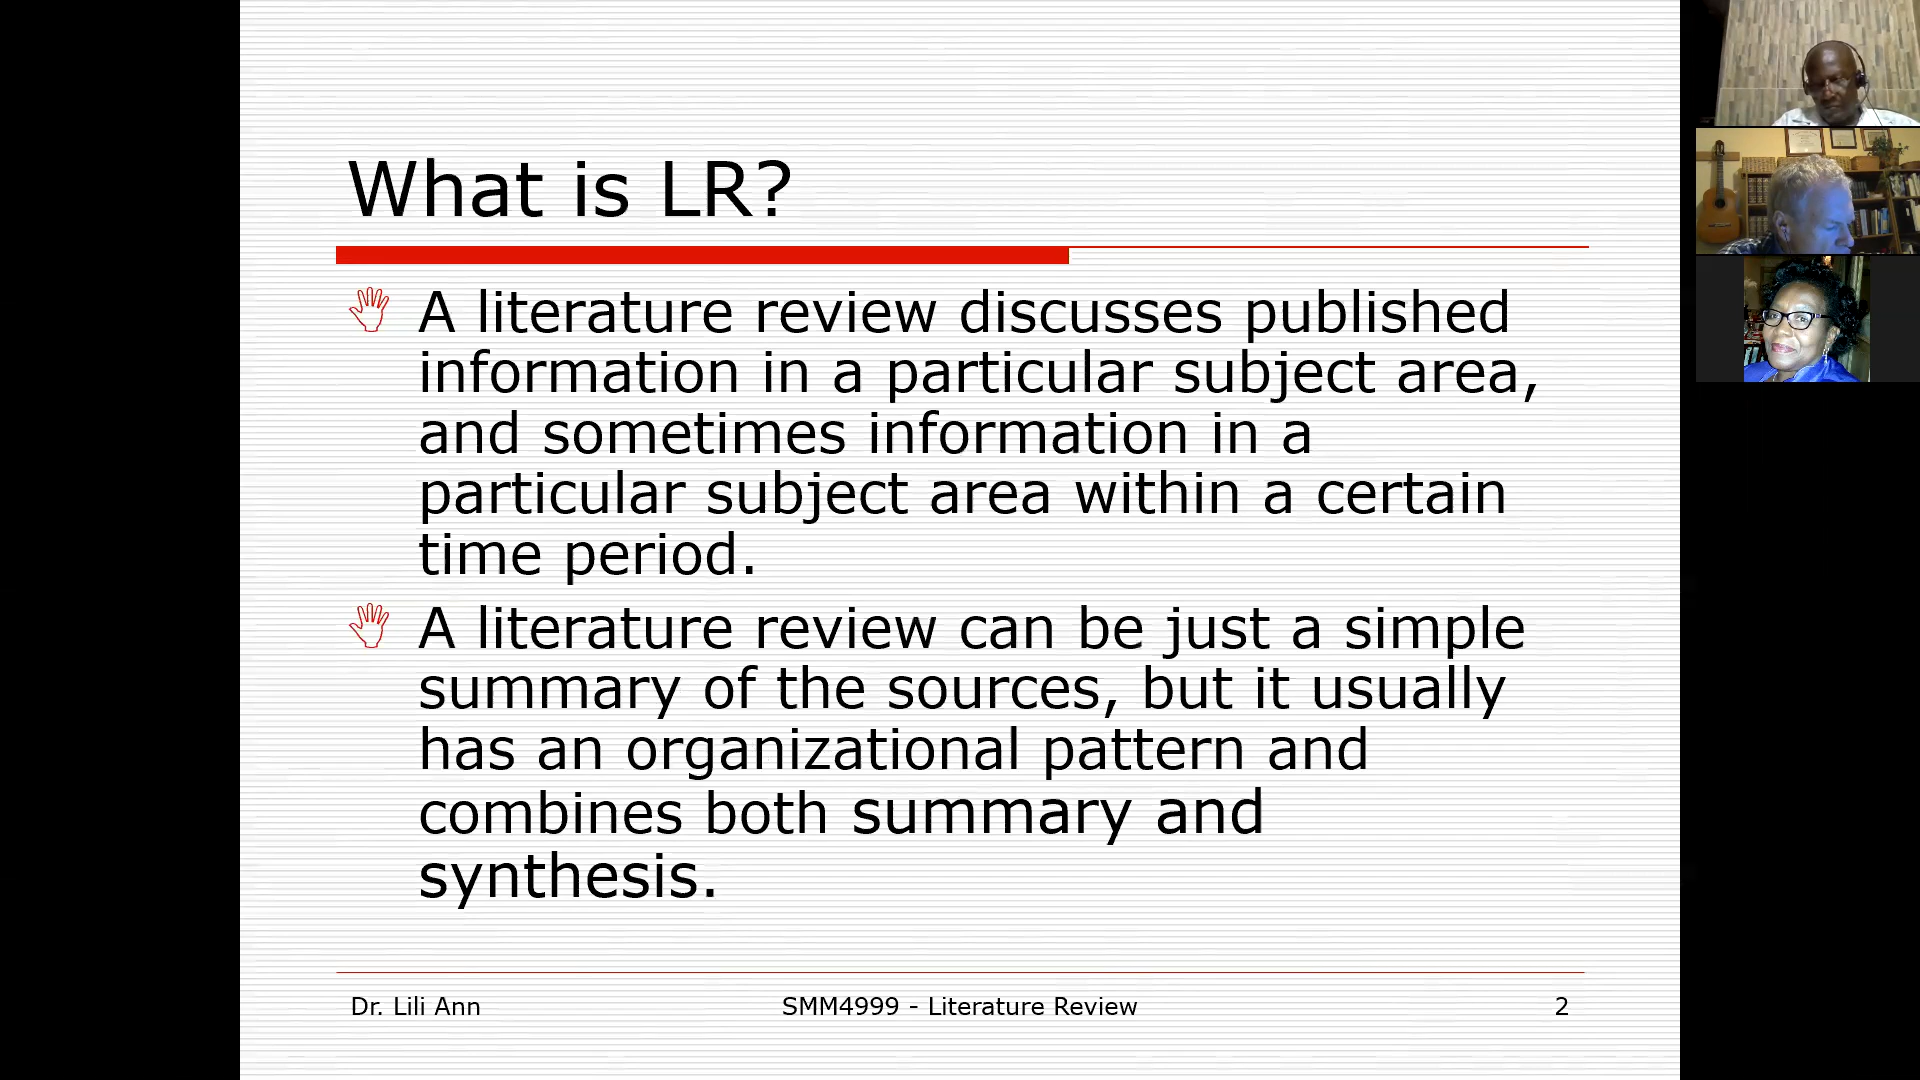 What is LR?
A literature review discusses published
information in a particular subject area,
and sometimes information in a
particular subject area within a certain
time period.
A literature review can be just a simple
summary of the sources, but it usually
has an organizational pattern and
combines both summary and
synthesis.
Dr. Lili Ann
SMM4999 - Literature Review
2